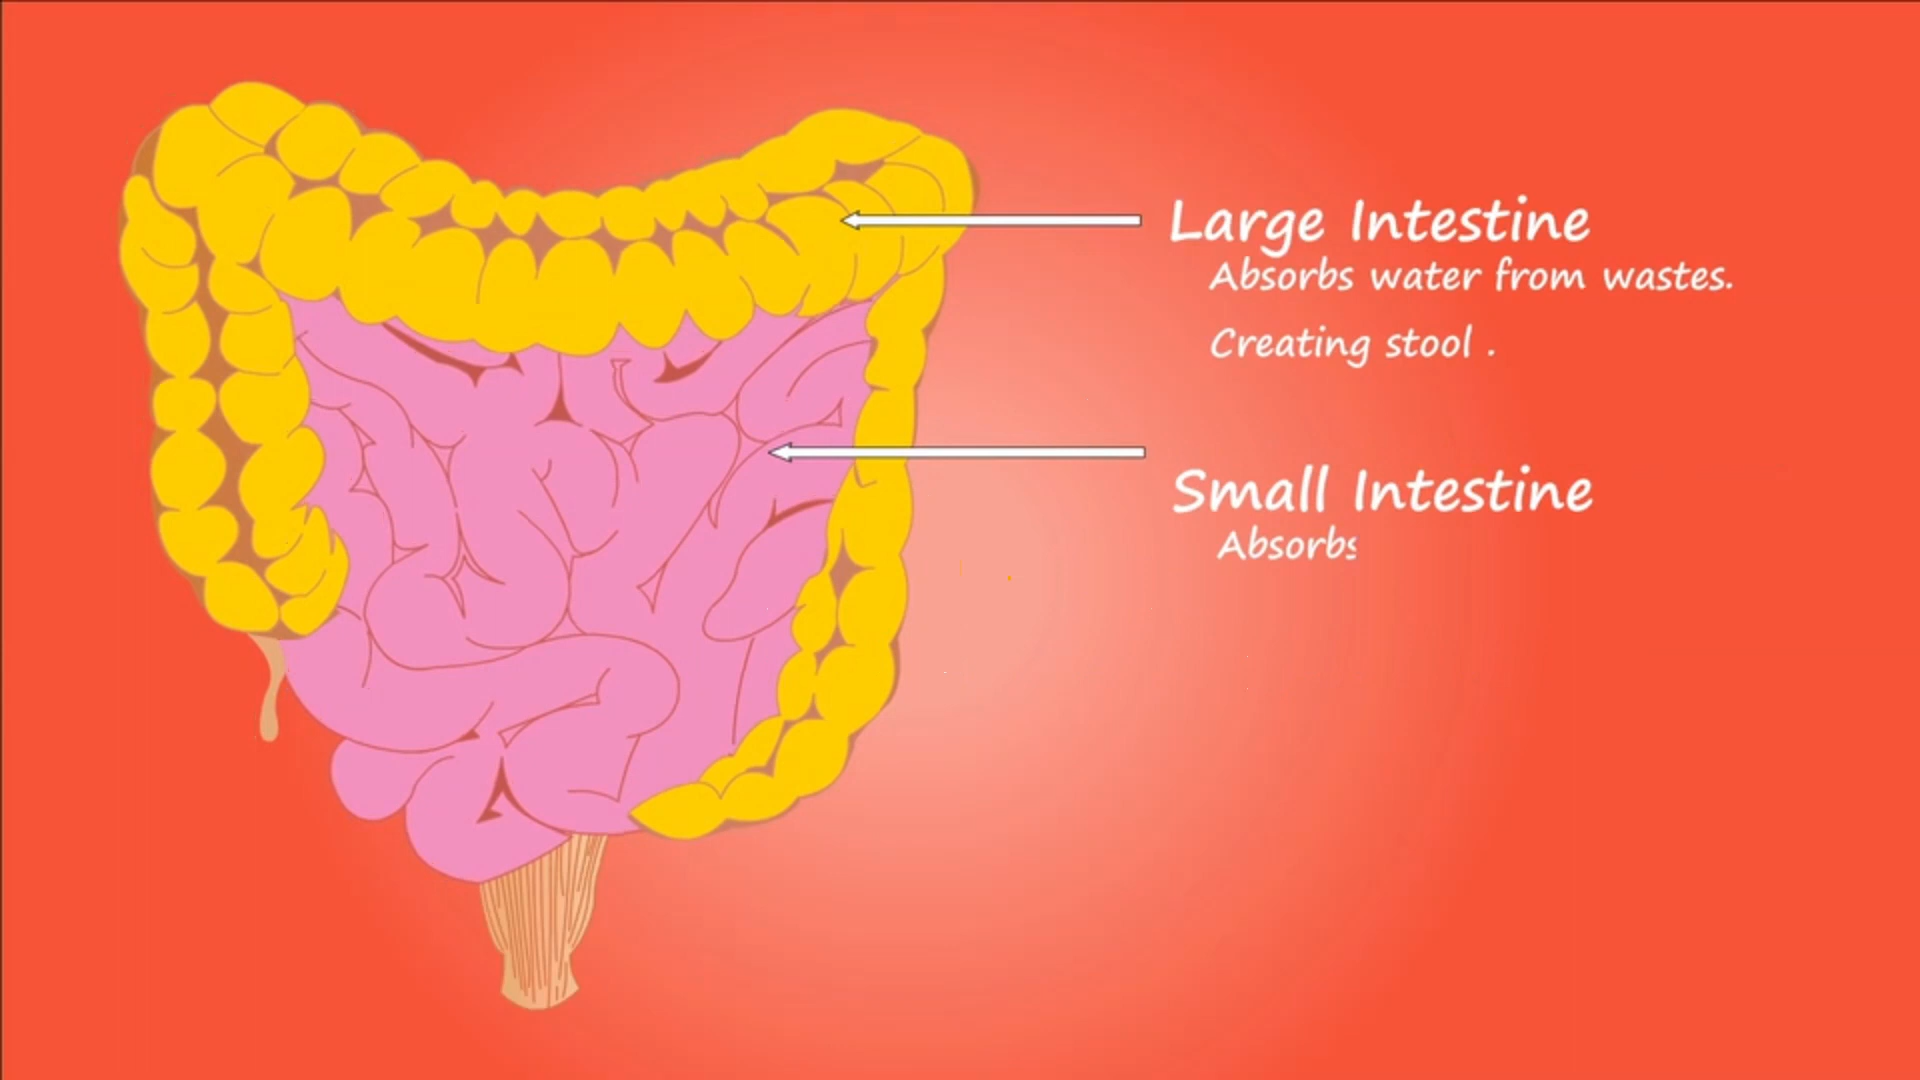 Large Intestine
Absorbs water from wastes.
Creating stool .
Small Intestine
Absorbs